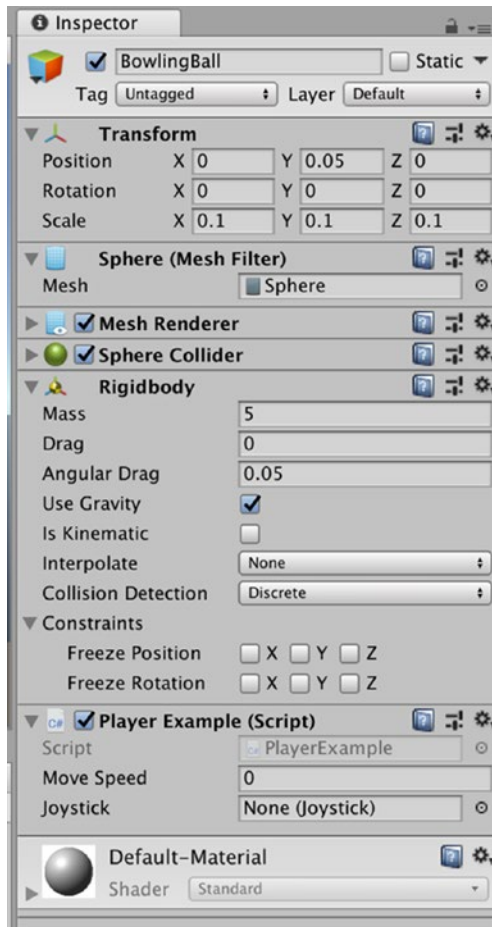 Inspector
BowlingBall Static
Tag Untagged Layer Default
Transform
Position X 0 Y 0.05 Z 0
Rotation X 0 Y 0 Z 0
Scale X 0.1 Y 0.1 Z 0.1
Sphere (Mesh Filter)
Mesh Sphere
Mesh Renderer
Sphere Collider
Rigidbody
Mass 5
Drag 0
Angular Drag 0.05
Use Gravity
Is Kinematic
Interpolate None
Collision Detection Discrete
Constraints
Freeze Position X Y Z
Freeze Rotation X Y Z
C# Player Example (Script)
Script PlayerExample
Move Speed 0
Joystick None (Joystick)
Default-Material
Shader Standard